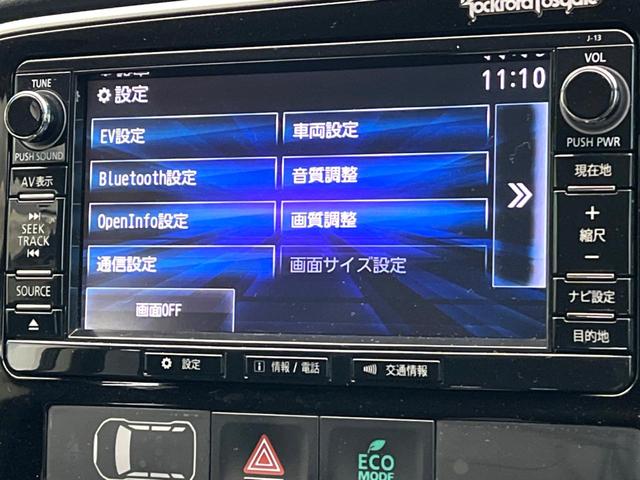 Rockford Fosgate
J-13
TUNE
PUSH SOUND
AV表示
SEEK
TRACK
SOURCE
11:10
設定
EV設定
車両設定
Bluetooth設定
音質調整
OpenInfo設定
画質調整
通信設定
画面サイズ設定
画面OFF
VOL
PUSH PWR
現在地
+
縮尺
−
ナビ設定
目的地
設定
情報 / 電話
交通情報
ECO
MODE